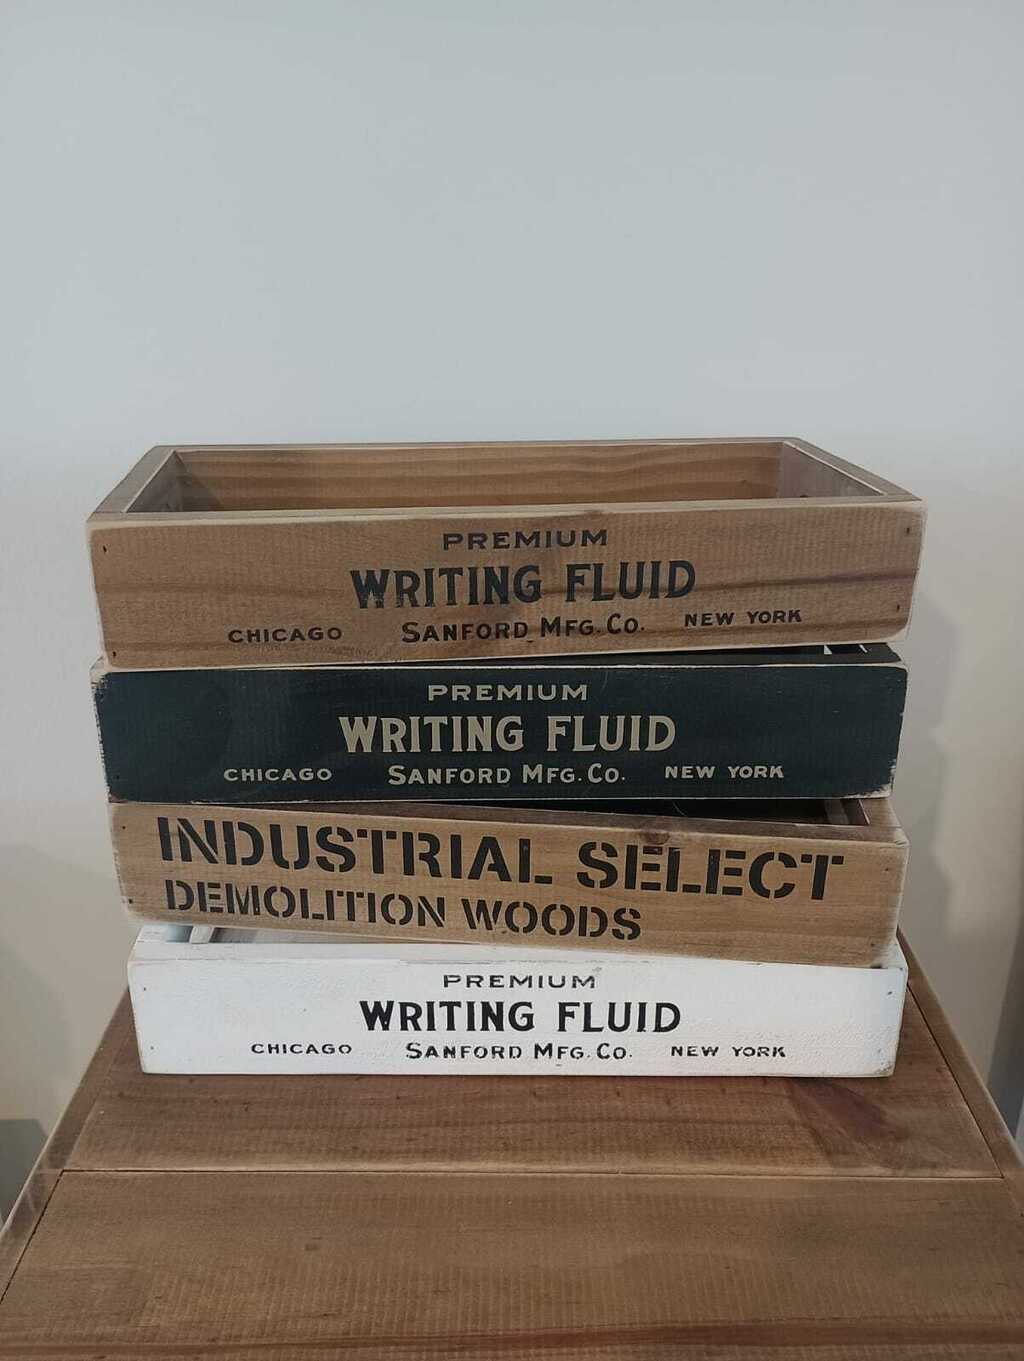 PREMIUM
WRITING FLUID
CHICAGO SANFORD MFG. CO. NEW YORK
PREMIUM
WRITING FLUID
CHICAGO SANFORD MFG. CO. NEW YORK
INDUSTRIAL SELECT
DEMOLITION WOODS
PREMIUM
WRITING FLUID
CHICAGO SANFORD MFG. CO. NEW YORK